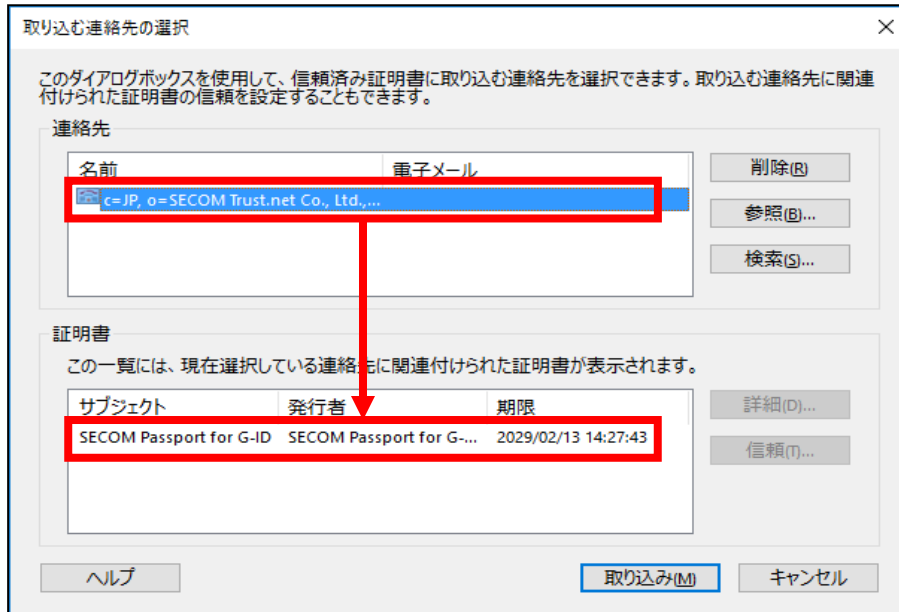 取り込む連絡先の選択
このダイアログボックスを使用して、信頼済み証明書に取り込む連絡先を選択できます。取り込む連絡先に関連
付けられた証明書の信頼を設定することもできます。
連絡先
名前 電子メール
c=JP, o=SECOM Trust.net Co., Ltd.,...
削除(R)
参照(B)...
検索(S)...
証明書
この一覧には、現在選択している連絡先に関連付けられた証明書が表示されます。
サブジェクト 発行者 期限
SECOM Passport for G-ID SECOM Passport for G-... 2029/02/13 14:27:43
詳細(D)...
信頼(T)...
ヘルプ 取り込み(M) キャンセル